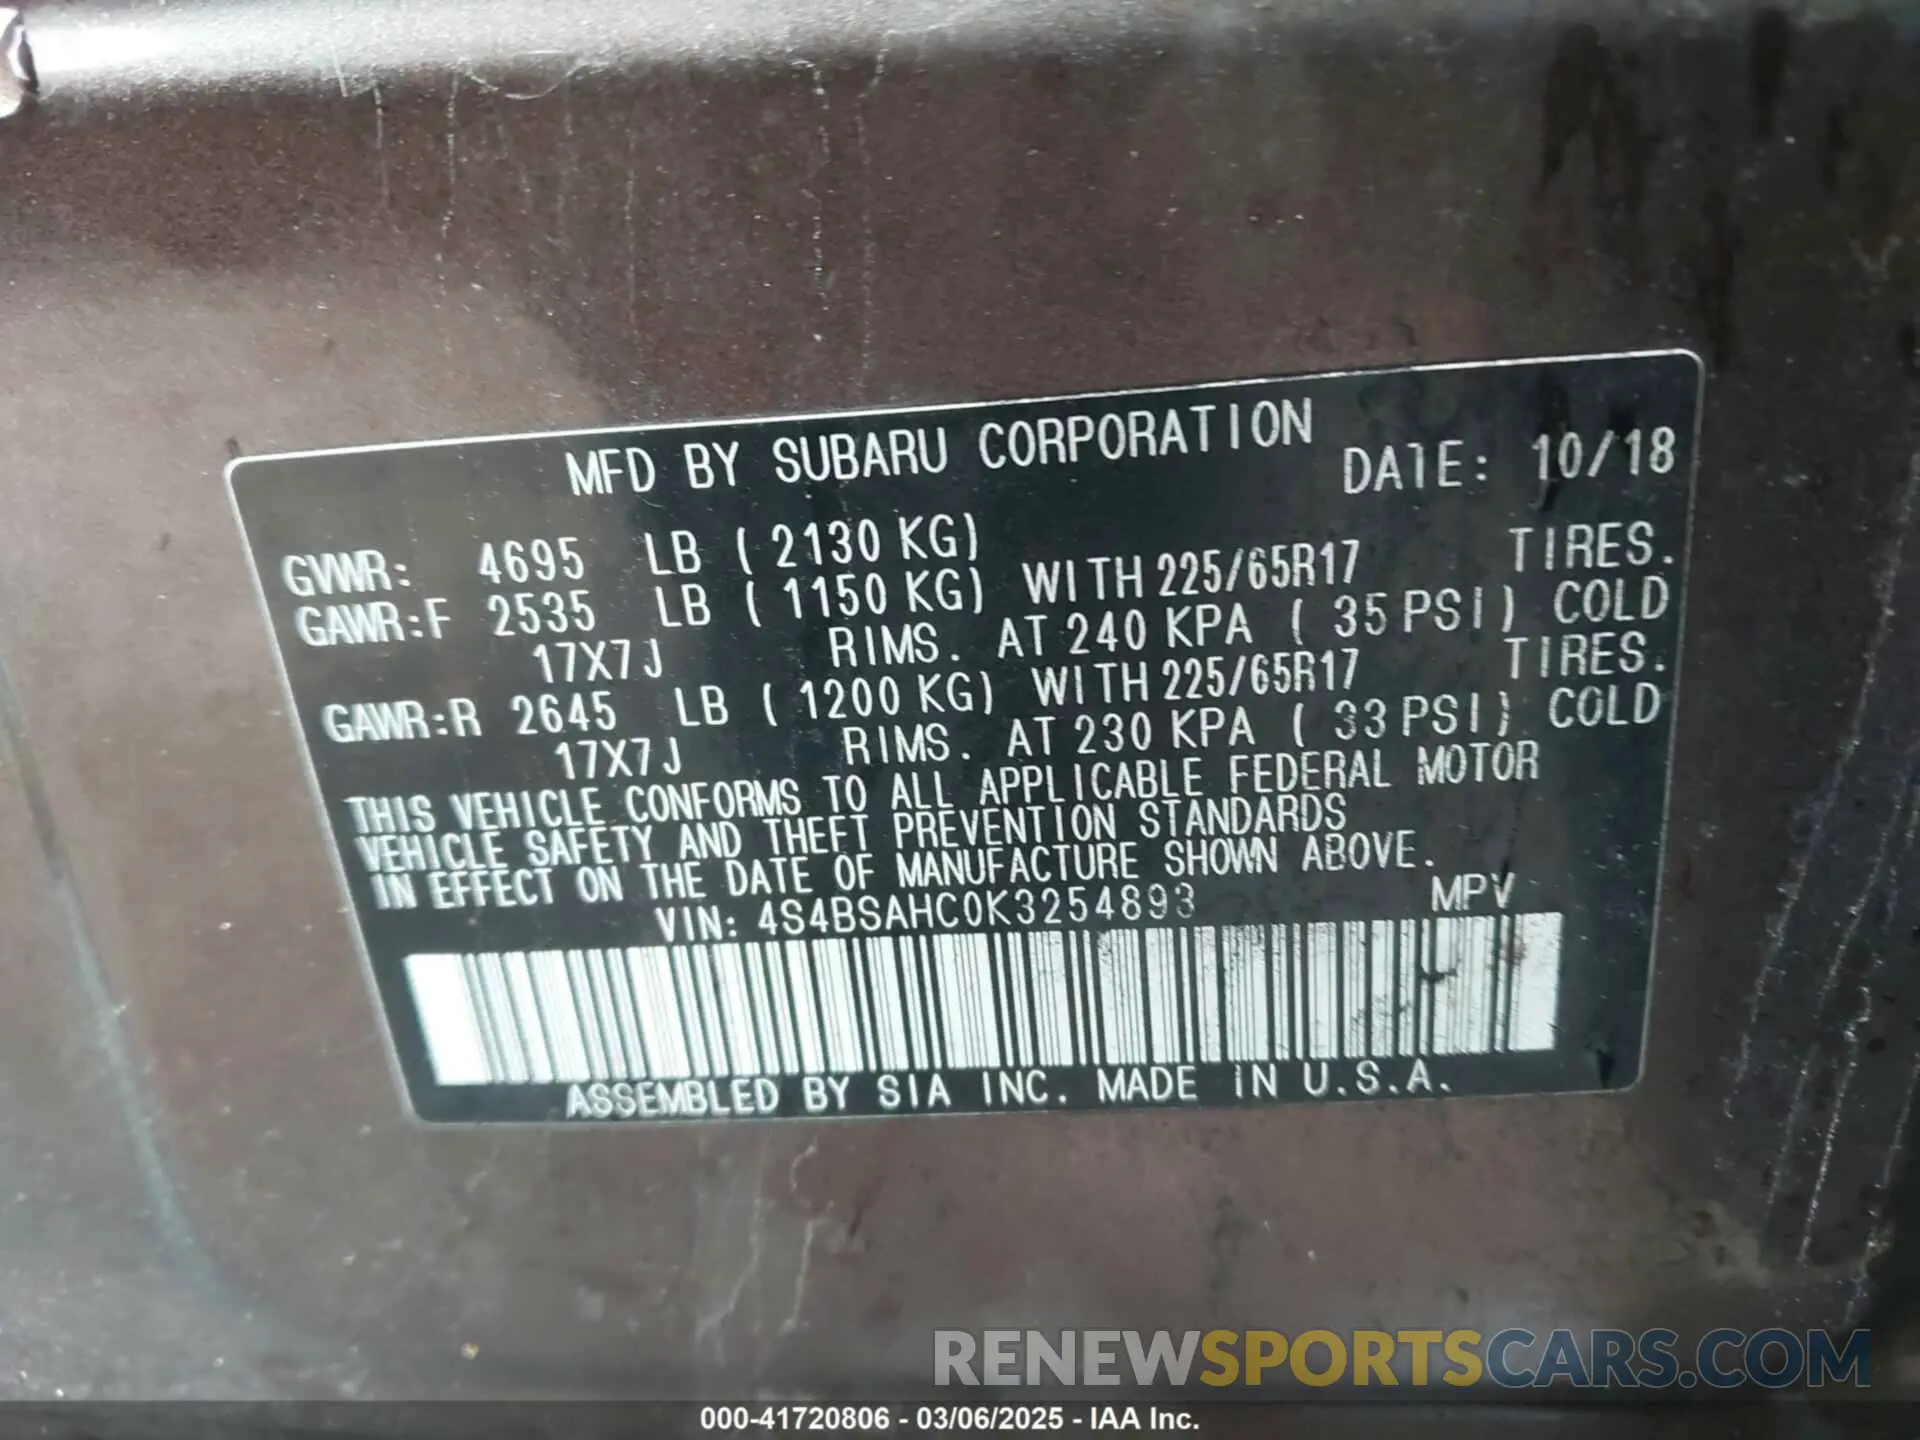 MFD BY SUBARU CORPORATION DATE: 10/18
GVWR: 4695 LB ( 2130 KG)
GAWR:F 2535 LB ( 1150 KG) WITH 225/65R17 TIRES.
17X7J RIMS. AT 240 KPA ( 35 PSI) COLD
GAWR:R 2645 LB ( 1200 KG) WITH 225/65R17 TIRES.
17X7J RIMS. AT 230 KPA ( 33 PSI) COLD
THIS VEHICLE CONFORMS TO ALL APPLICABLE FEDERAL MOTOR
VEHICLE SAFETY AND THEFT PREVENTION STANDARDS
IN EFFECT ON THE DATE OF MANUFACTURE SHOWN ABOVE.
VIN: 4S4BSAHC0K3254893 MPV
ASSEMBLED BY SIA INC. MADE IN U.S.A.
RENEWSPORTSCARS.COM
000-41720806 - 03/06/2025 - IAA Inc.